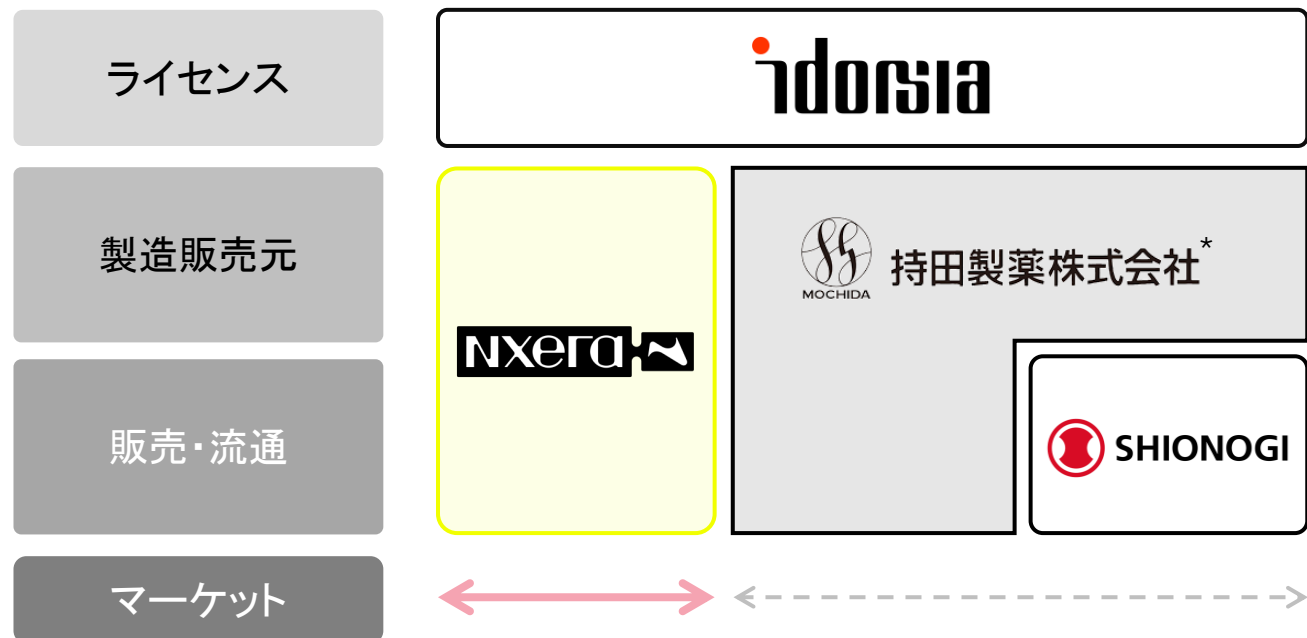 ライセンス
idorsia
製造販売元
MOCHIDA
持田製薬株式会社*
Nxera
販売・流通
SHIONOGI
マーケット